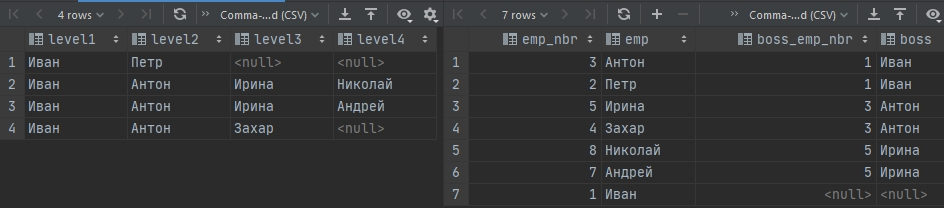 4 rows Comma-...d (CSV)
level1 level2 level3 level4
1 Иван Петр <null> <null>
2 Иван Антон Ирина Николай
3 Иван Антон Ирина Андрей
4 Иван Антон Захар <null>
7 rows Comma-...d (CSV)
emp_nbr emp boss_emp_nbr boss
1 3 Антон 1 Иван
2 2 Петр 1 Иван
3 5 Ирина 3 Антон
4 4 Захар 3 Антон
5 8 Николай 5 Ирина
6 7 Андрей 5 Ирина
7 1 Иван <null> <null>